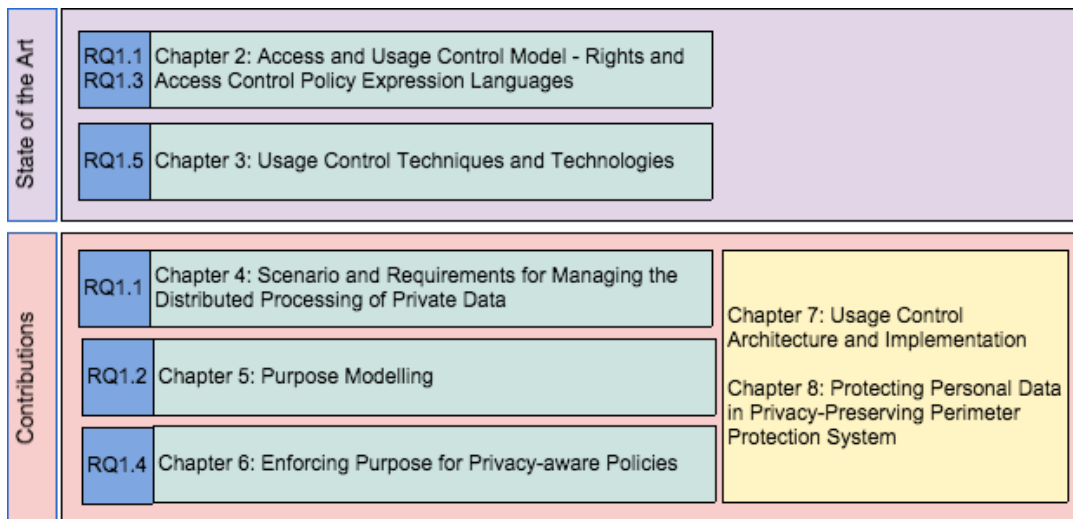 State of the Art
RQ1.1
RQ1.3
Chapter 2: Access and Usage Control Model - Rights and
Access Control Policy Expression Languages
RQ1.5
Chapter 3: Usage Control Techniques and Technologies
Contributions
RQ1.1
Chapter 4: Scenario and Requirements for Managing the
Distributed Processing of Private Data
RQ1.2
Chapter 5: Purpose Modelling
RQ1.4
Chapter 6: Enforcing Purpose for Privacy-aware Policies
Chapter 7: Usage Control
Architecture and Implementation
Chapter 8: Protecting Personal Data
in Privacy-Preserving Perimeter
Protection System